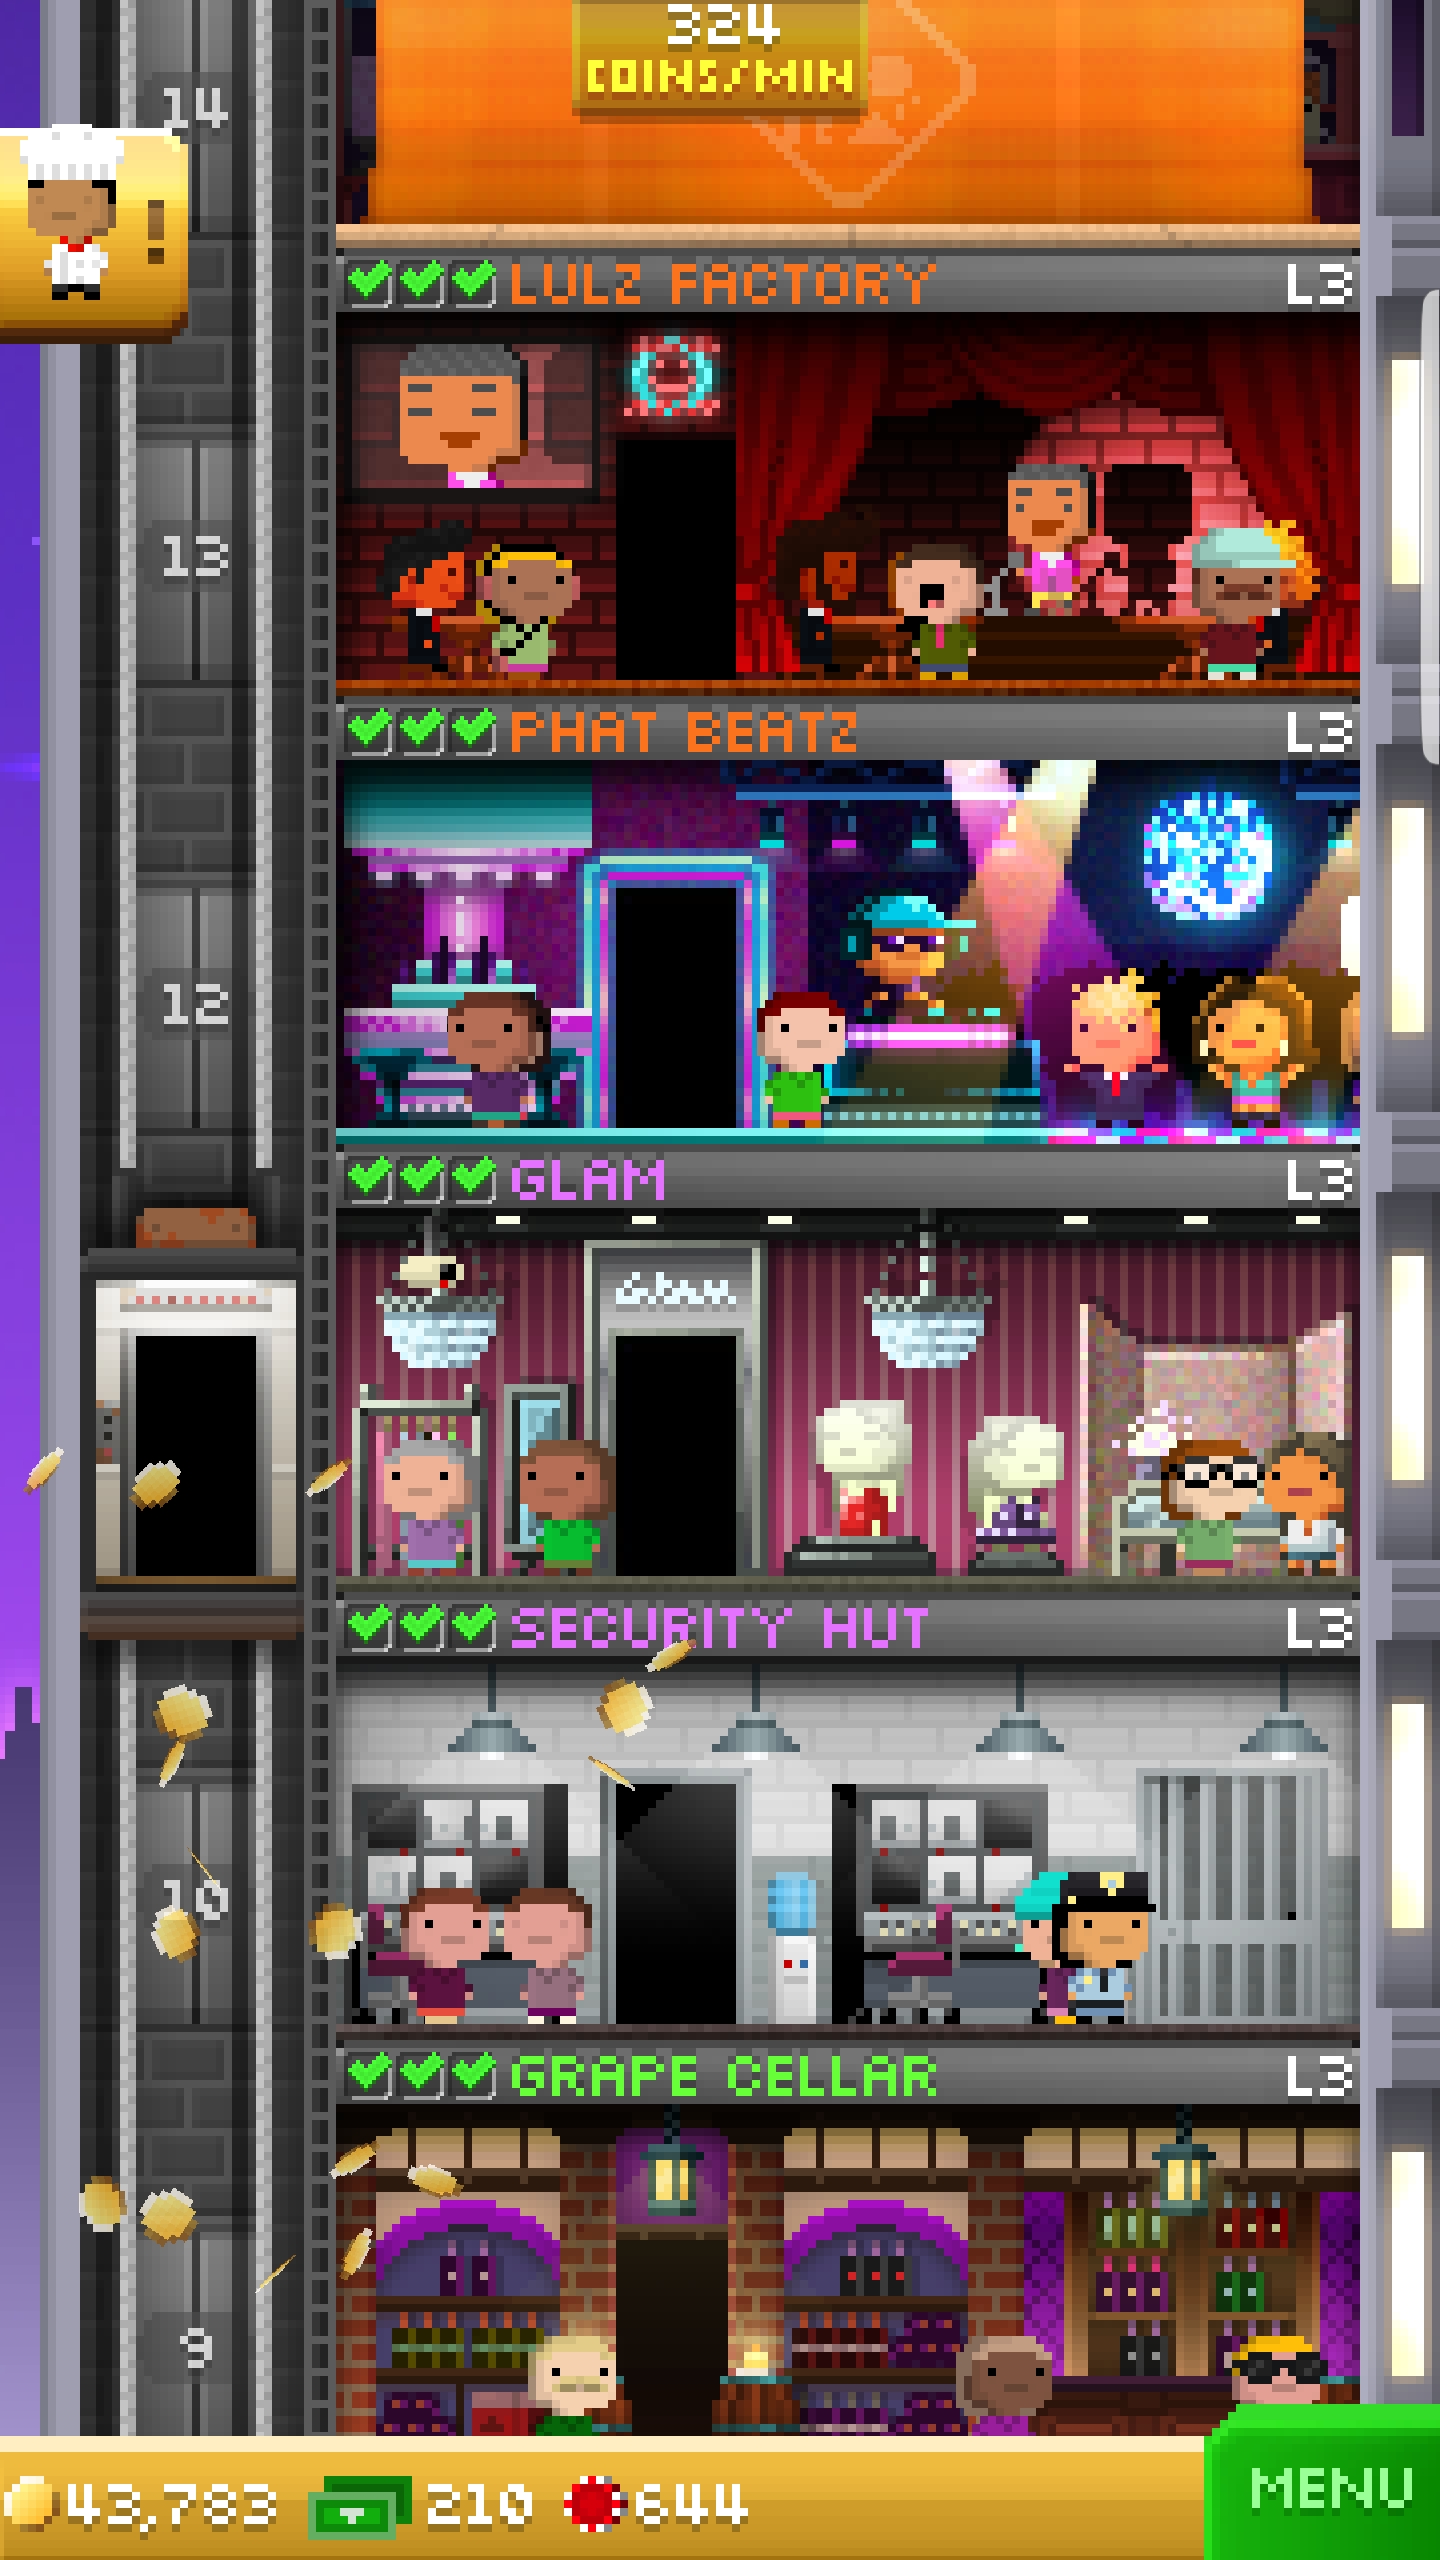 324
COINS/MIN
14
!
LULZ FACTORY L3
13
PHAT BEATZ L3
12
GLAM L3
Glam
SECURITY HUT L3
10
GRAPE CELLAR L3
9
43,783 210 644
MENU